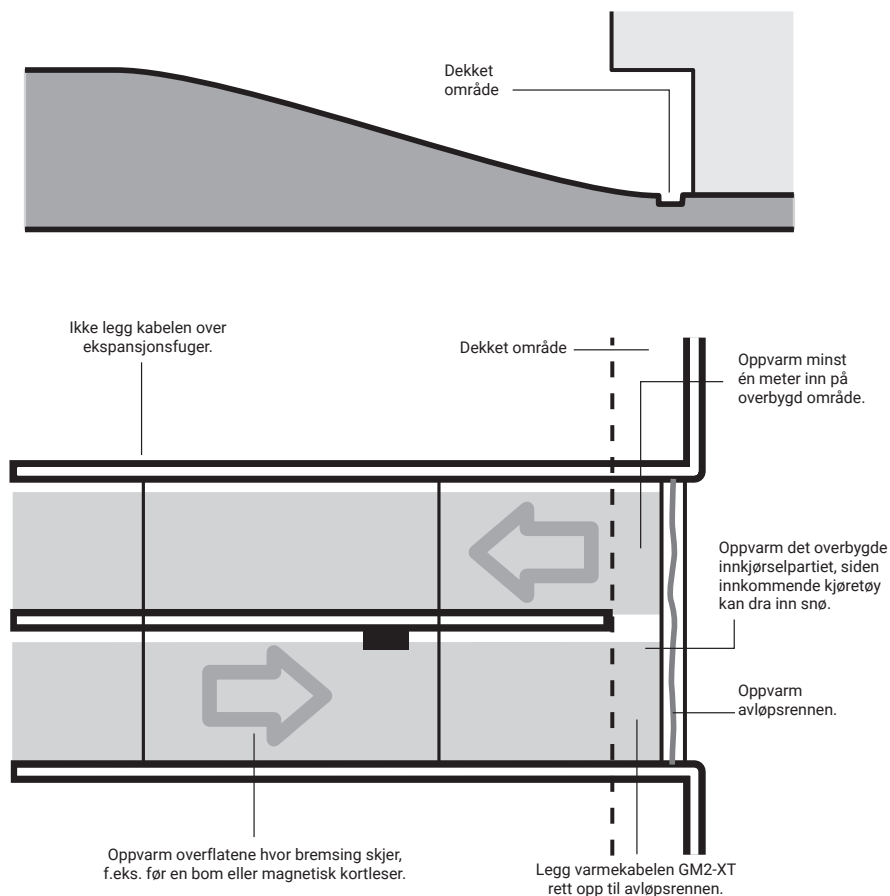 Dekket
område
Ikke legg kabelen over
ekspansjonsfuger.
Dekket område
Oppvarm minst
én meter inn på
overbygd område.
Oppvarm det overbygde
innkjørselpartiet, siden
innkommende kjøretøy
kan dra inn snø.
Oppvarm
avløpsrennen.
Oppvarm overflatene hvor bremsing skjer,
f.eks. før en bom eller magnetisk kortleser.
Legg varmekabelen GM2-XT
rett opp til avløpsrennen.